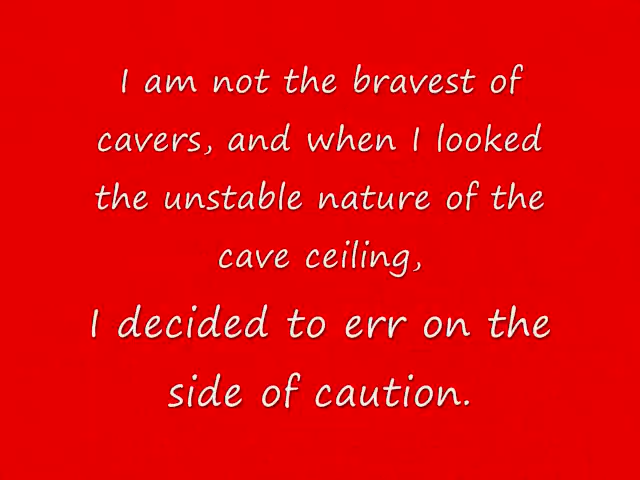 I am not the bravest of
cavers, and when I looked
the unstable nature of the
cave ceiling,
I decided to err on the
side of caution.